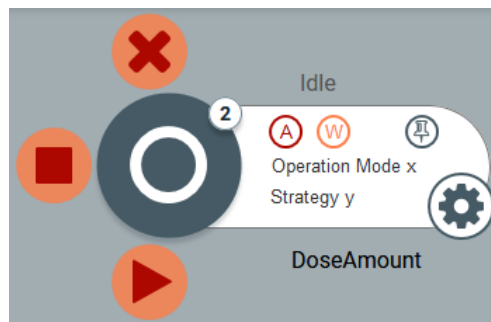 Idle
2
A W
Operation Mode x
Strategy y
DoseAmount